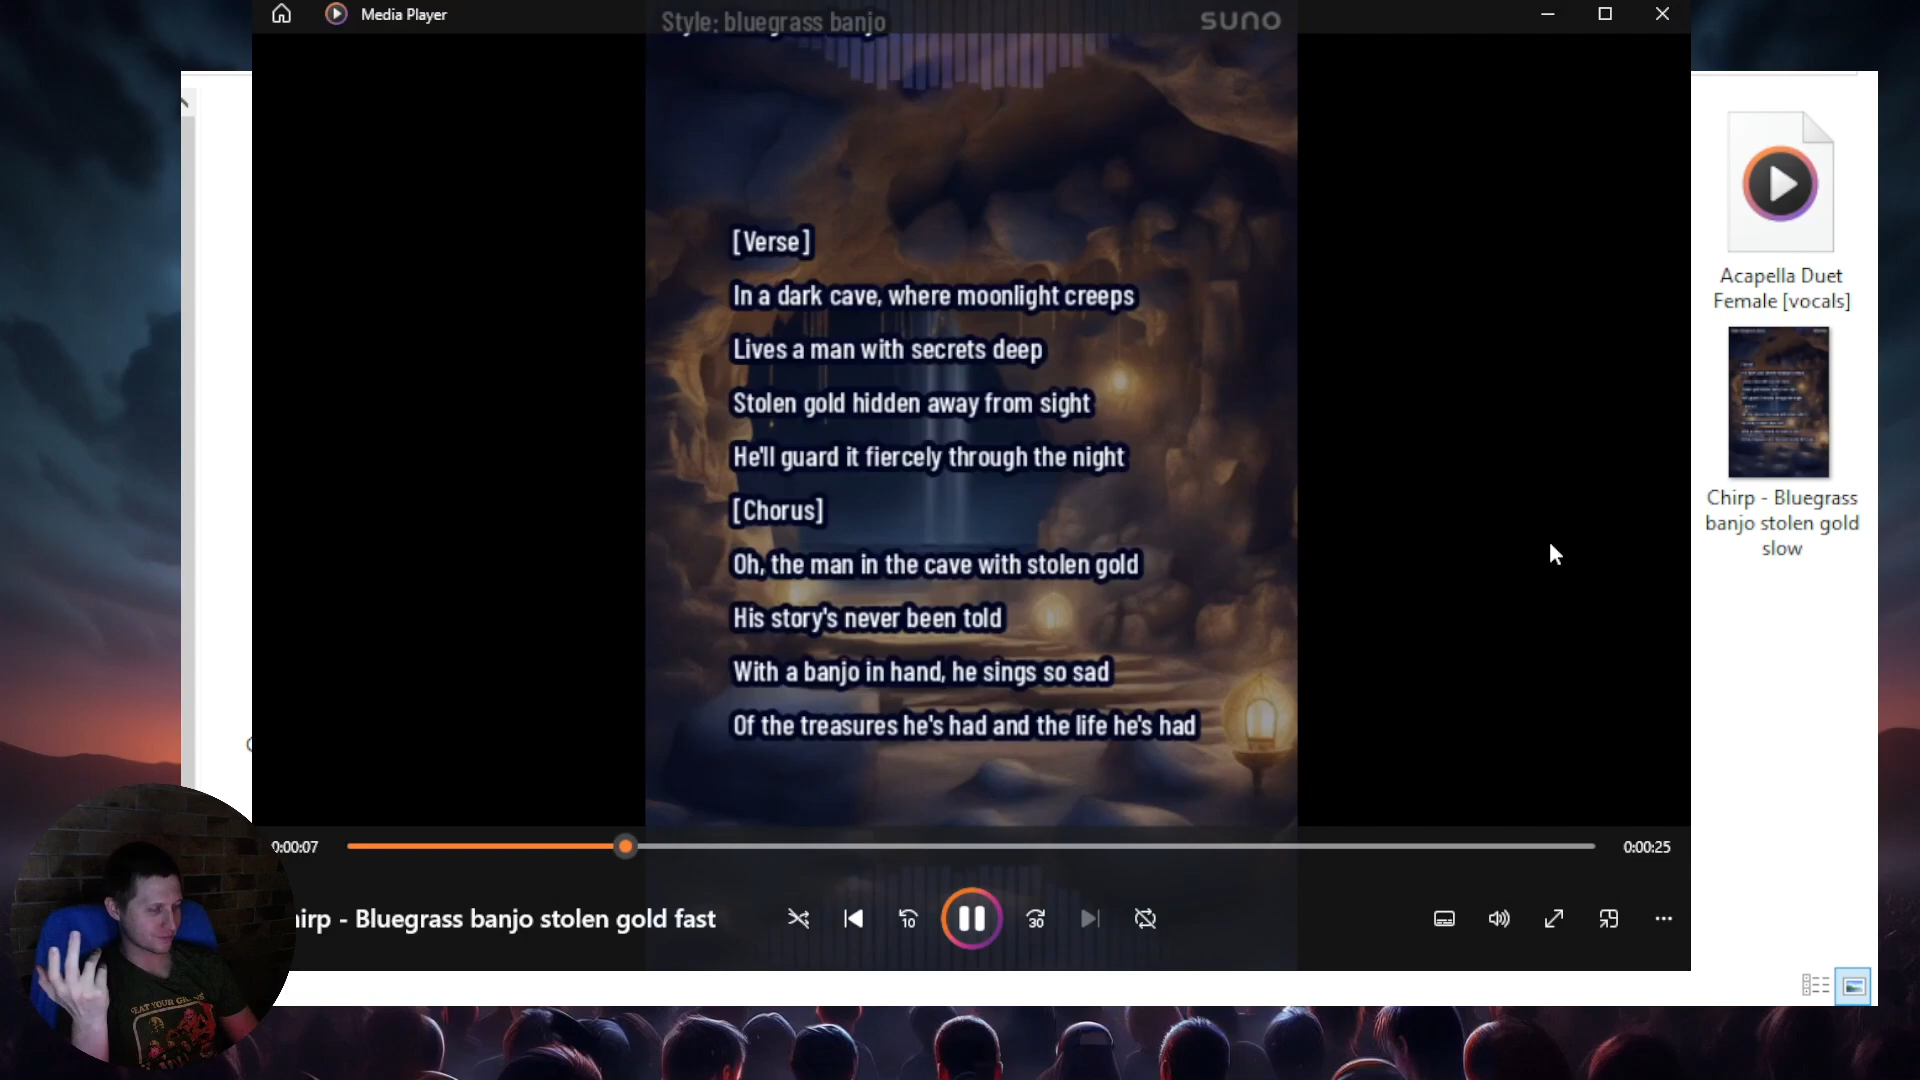 Media Player
Style: bluegrass banjo
suno
[Verse]
In a dark cave, where moonlight creeps
Lives a man with secrets deep
Stolen gold hidden away from sight
He'll guard it fiercely through the night
[Chorus]
Oh, the man in the cave with stolen gold
His story's never been told
With a banjo in hand, he sings so sad
Of the treasures he's had and the life he's had
Acapella Duet
Female [vocals]
Chirp - Bluegrass
banjo stolen gold
slow
0:00:07
0:00:25
hirp - Bluegrass banjo stolen gold fast
10
30